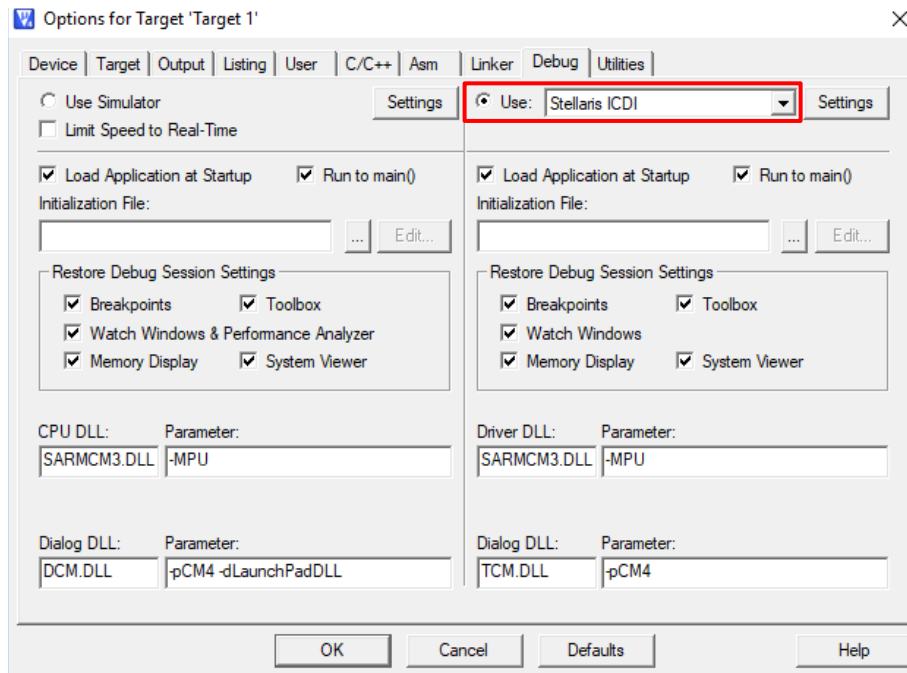 Options for Target 'Target 1'
Device Target Output Listing User C/C++ Asm Linker Debug Utilities
Use Simulator Settings
Limit Speed to Real-Time
Use: Stellaris ICDI Settings
Load Application at Startup Run to main()
Initialization File:
... Edit...
Restore Debug Session Settings
Breakpoints Toolbox
Watch Windows & Performance Analyzer
Memory Display System Viewer
CPU DLL: Parameter:
SARMCM3.DLL -MPU
Dialog DLL: Parameter:
DCM.DLL -pCM4 -dLaunchPadDLL
Load Application at Startup Run to main()
Initialization File:
... Edit...
Restore Debug Session Settings
Breakpoints Toolbox
Watch Windows
Memory Display System Viewer
Driver DLL: Parameter:
SARMCM3.DLL -MPU
Dialog DLL: Parameter:
TCM.DLL -pCM4
OK Cancel Defaults Help